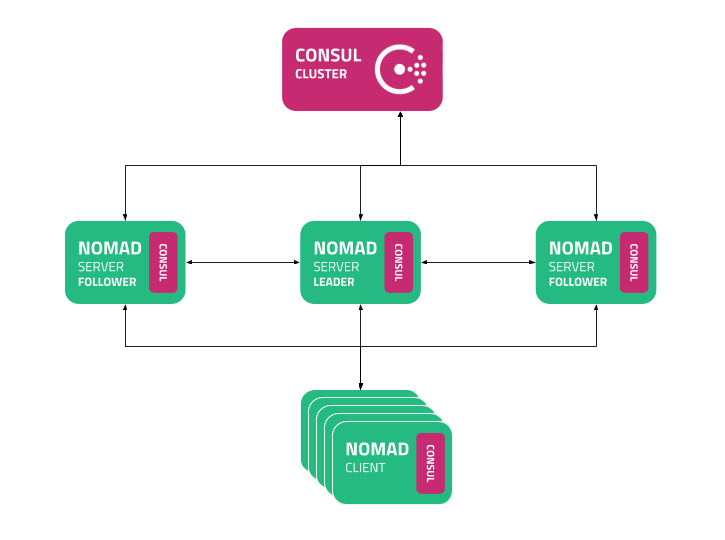 CONSUL
CLUSTER
NOMAD
SERVER
FOLLOWER
CONSUL
NOMAD
SERVER
LEADER
CONSUL
NOMAD
SERVER
FOLLOWER
CONSUL
NOMAD
CLIENT
CONSUL